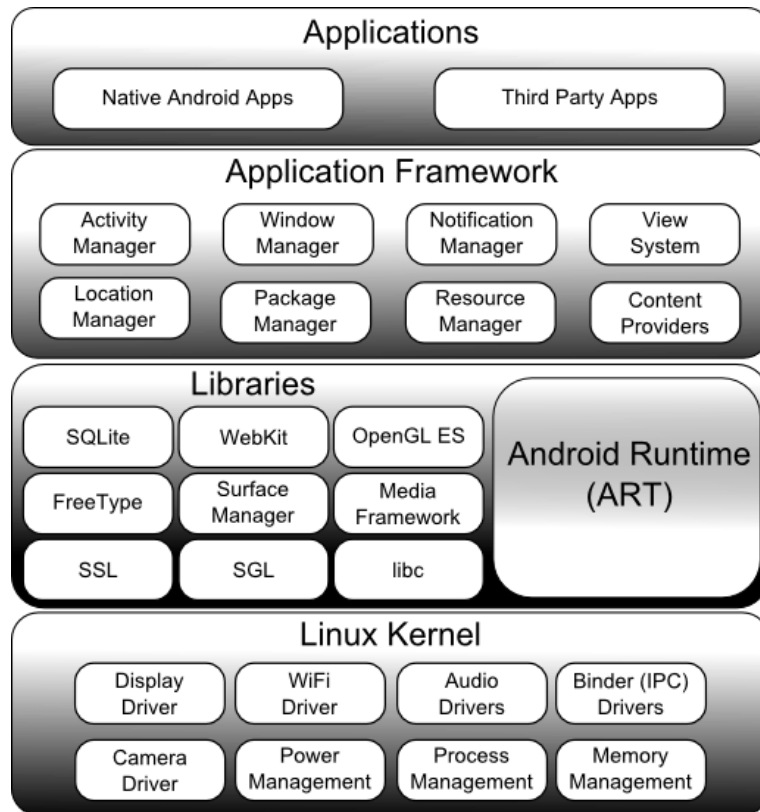 Applications
Native Android Apps
Third Party Apps
Application Framework
Activity
Manager
Window
Manager
Notification
Manager
View
System
Location
Manager
Package
Manager
Resource
Manager
Content
Providers
Libraries
SQLite
WebKit
OpenGL ES
FreeType
Surface
Manager
Media
Framework
SSL
SGL
libc
Android Runtime
(ART)
Linux Kernel
Display
Driver
WiFi
Driver
Audio
Drivers
Binder (IPC)
Drivers
Camera
Driver
Power
Management
Process
Management
Memory
Management